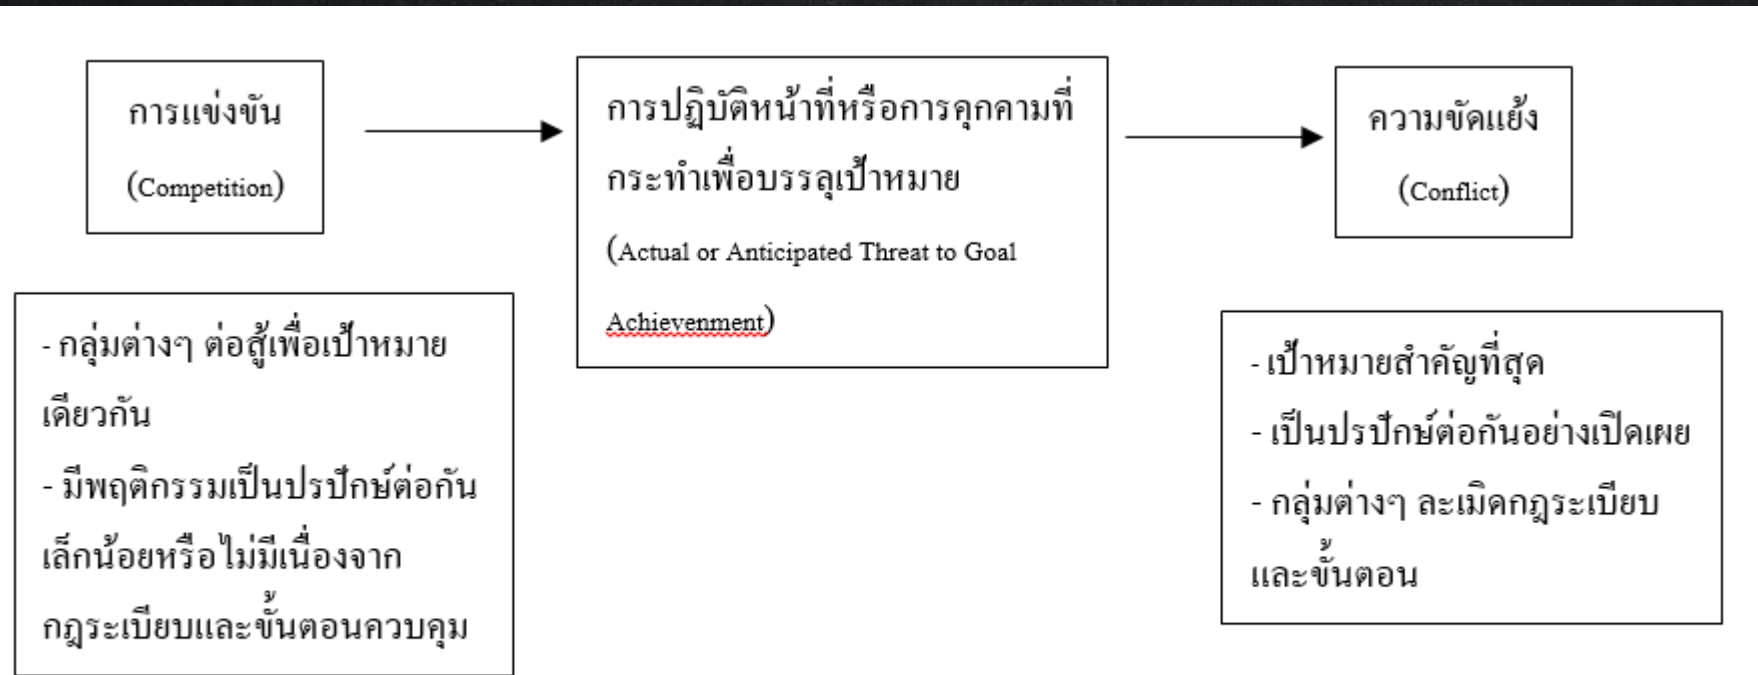 การแข่งขัน
(Competition)
การปฏิบัติหน้าที่หรือการคุกคามที่
กระทำเพื่อบรรลุเป้าหมาย
(Actual or Anticipated Threat to Goal
Achievenment)
ความขัดแย้ง
(Conflict)
- กลุ่มต่างๆ ต่อสู้เพื่อเป้าหมาย
เดียวกัน
- มีพฤติกรรมเป็นปรปักษ์ต่อกัน
เล็กน้อยหรือไม่มีเนื่องจาก
กฎระเบียบและขั้นตอนควบคุม
- เป้าหมายสำคัญที่สุด
- เป็นปรปักษ์ต่อกันอย่างเปิดเผย
- กลุ่มต่างๆ ละเมิดกฎระเบียบ
และขั้นตอน